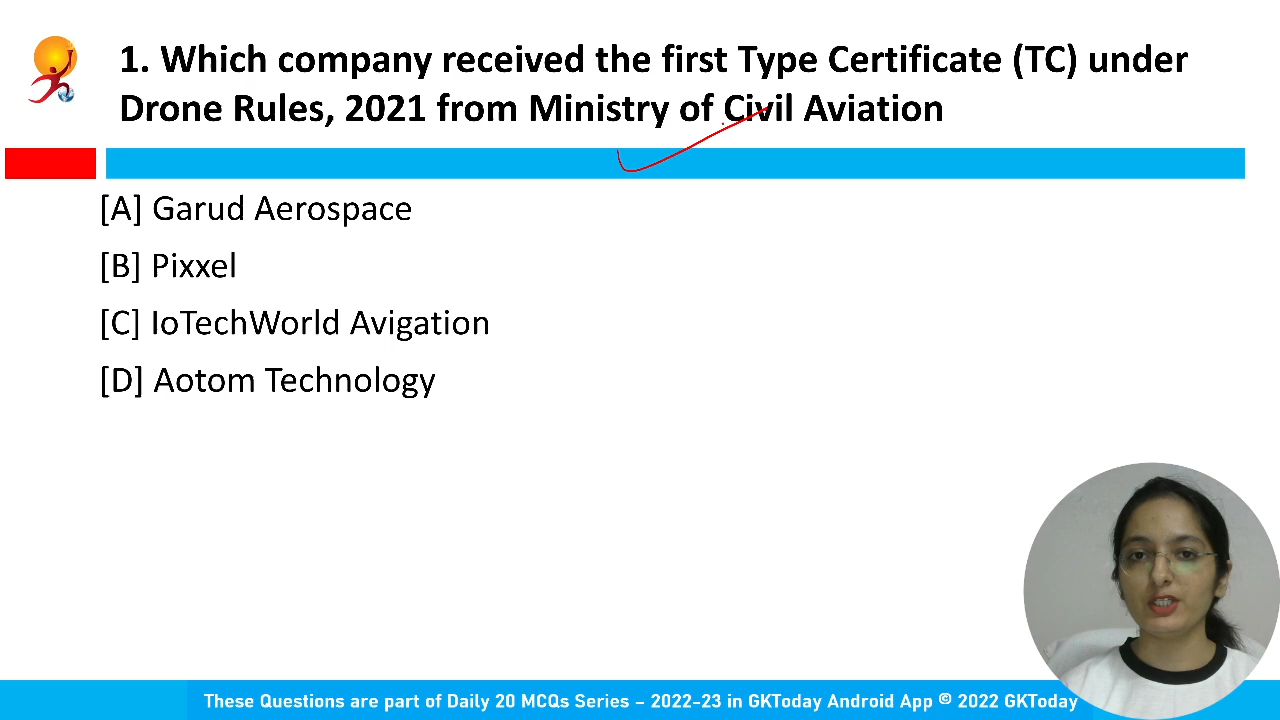 1. Which company received the first Type Certificate (TC) under
Drone Rules, 2021 from Ministry of Civil Aviation
[A] Garud Aerospace
[B] Pixxel
[C] IoTechWorld Avigation
[D] Aotom Technology
These Questions are part of Daily 20 MCQs Series – 2022-23 in GKToday Android App © 2022 GKToday